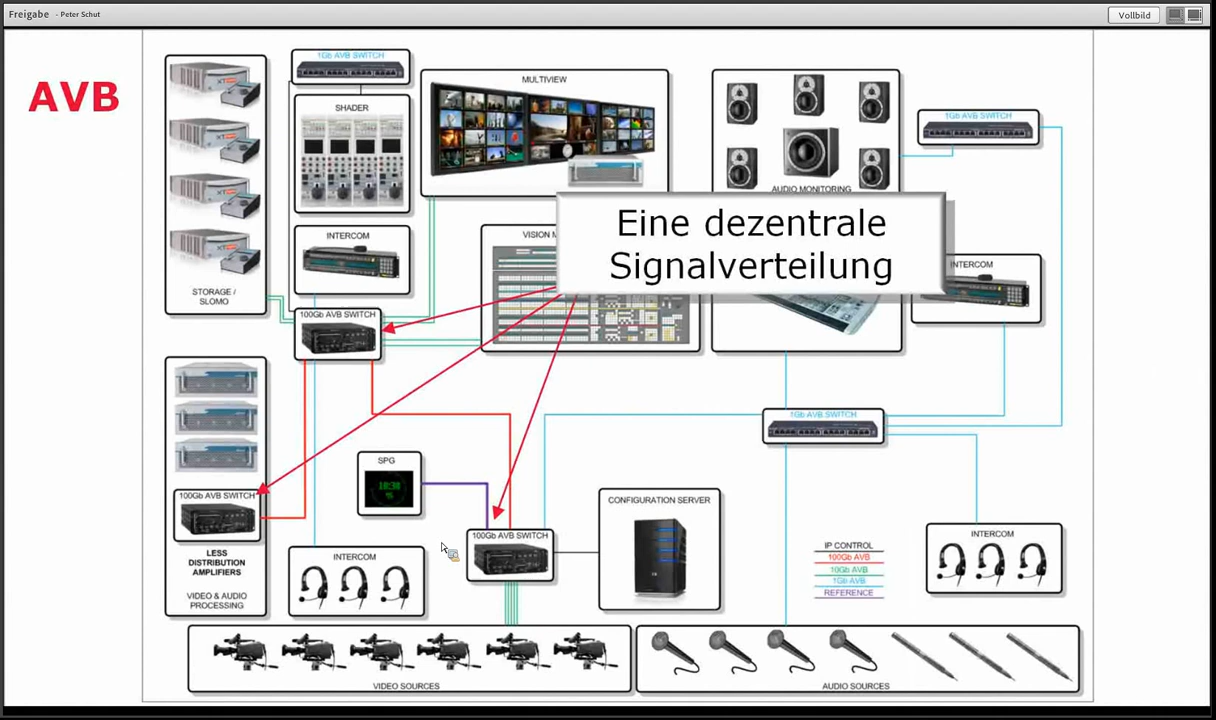 Freigabe - Peter Schut
Vollbild
AVB
1Gb AVB SWITCH
SHADER
MULTIVIEW
1Gb AVB SWITCH
AUDIO MONITORING
Eine dezentrale
Signalverteilung
INTERCOM
VISION M
INTERCOM
STORAGE /
SLOMO
100Gb AVB SWITCH
1Gb AVB SWITCH
SPG
100Gb AVB SWITCH
CONFIGURATION SERVER
100Gb AVB SWITCH
INTERCOM
LESS
DISTRIBUTION
AMPLIFIERS
VIDEO & AUDIO
PROCESSING
INTERCOM
IP CONTROL
100Gb AVB
10Gb AVB
1Gb AVB
REFERENCE
VIDEO SOURCES
AUDIO SOURCES